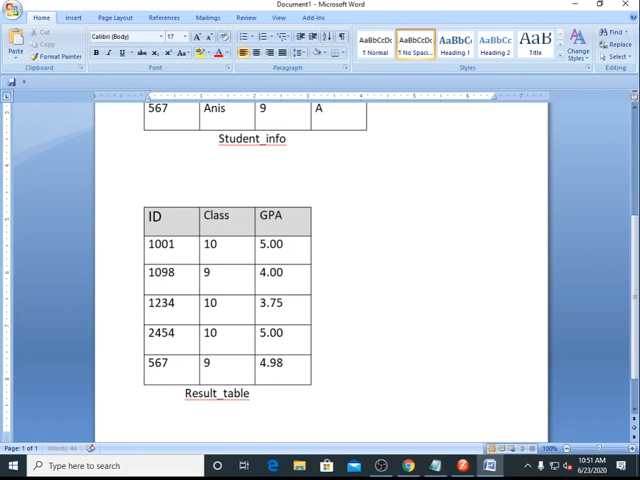 Document1 - Microsoft Word
Home Insert Page Layout References Mailings Review View Add-Ins
Paste
Cut
Copy
Format Painter
Clipboard
Calibri (Body) 17
Font
Paragraph
AaBbCcDc AaBbCcDc AaBbC AaBbCc AaB
¶ Normal ¶ No Spaci... Heading 1 Heading 2 Title
Change Styles
Styles
Find
Replace
Select
Editing
567 Anis 9 A
Student_info
ID Class GPA
1001 10 5.00
1098 9 4.00
1234 10 3.75
2454 10 5.00
567 9 4.98
Result_table
Page: 1 of 1 Words: 44 100%
Type here to search
10:51 AM
6/23/2020